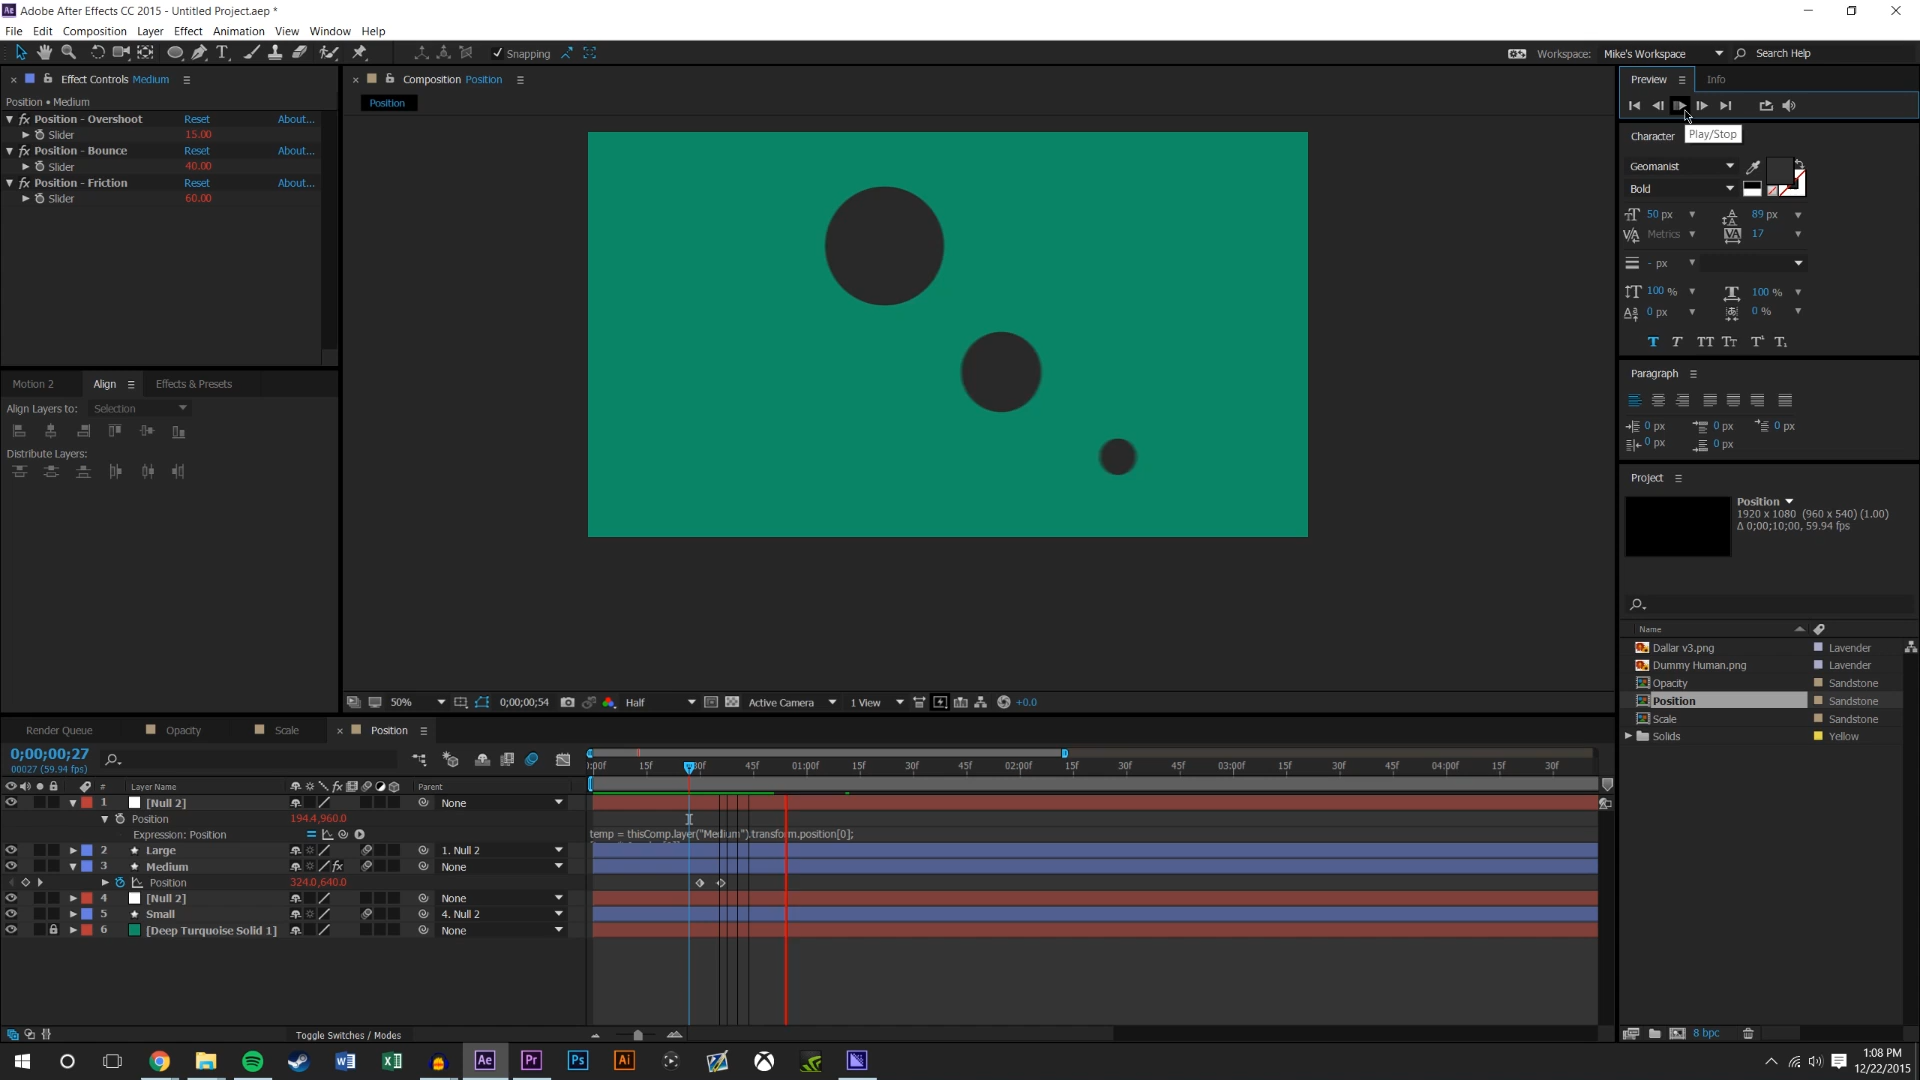 Adobe After Effects CC 2015 - Untitled Project.aep *
File Edit Composition Layer Effect Animation View Window Help
Snapping
Workspace: Mike's Workspace Search Help
Effect Controls Medium
Composition Position
Preview Info
Position • Medium
Position
Position - Overshoot Reset About...
Slider 15.00
Position - Bounce Reset About...
Slider 40.00
Position - Friction Reset About...
Slider 60.00
Play/Stop
Character
Geomanist
Bold
50 px 89 px
Metrics 17
- px
100 % 100 %
0 px 0 %
Paragraph
0 px 0 px 0 px
0 px 0 px
Motion 2 Align Effects & Presets
Align Layers to: Selection
Distribute Layers:
Project
Position
1920 x 1080 (960 x 540) (1.00)
Δ 0;00;10;00, 59.94 fps
Name
Dallar v3.png Lavender
Dummy Human.png Lavender
Opacity Sandstone
Position Sandstone
Scale Sandstone
Solids Yellow
8 bpc
50% 0;00;00;54 Half Active Camera 1 View +0.0
Render Queue Opacity Scale Position
0;00;00;27
00027 (59.94 fps)
:00f 15f 30f 45f 01:00f 15f 30f 45f 02:00f 15f 30f 45f 03:00f 15f 30f 45f 04:00f 15f 30f
# Layer Name Parent
1 [Null 2] None
Position 194.4,960.0
Expression: Position temp = thisComp.layer("Medium").transform.position[0];
2 Large 1. Null 2
3 Medium None
Position 324.0,640.0
4 [Null 2] None
5 Small 4. Null 2
6 [Deep Turquoise Solid 1] None
Toggle Switches / Modes
1:08 PM
12/22/2015